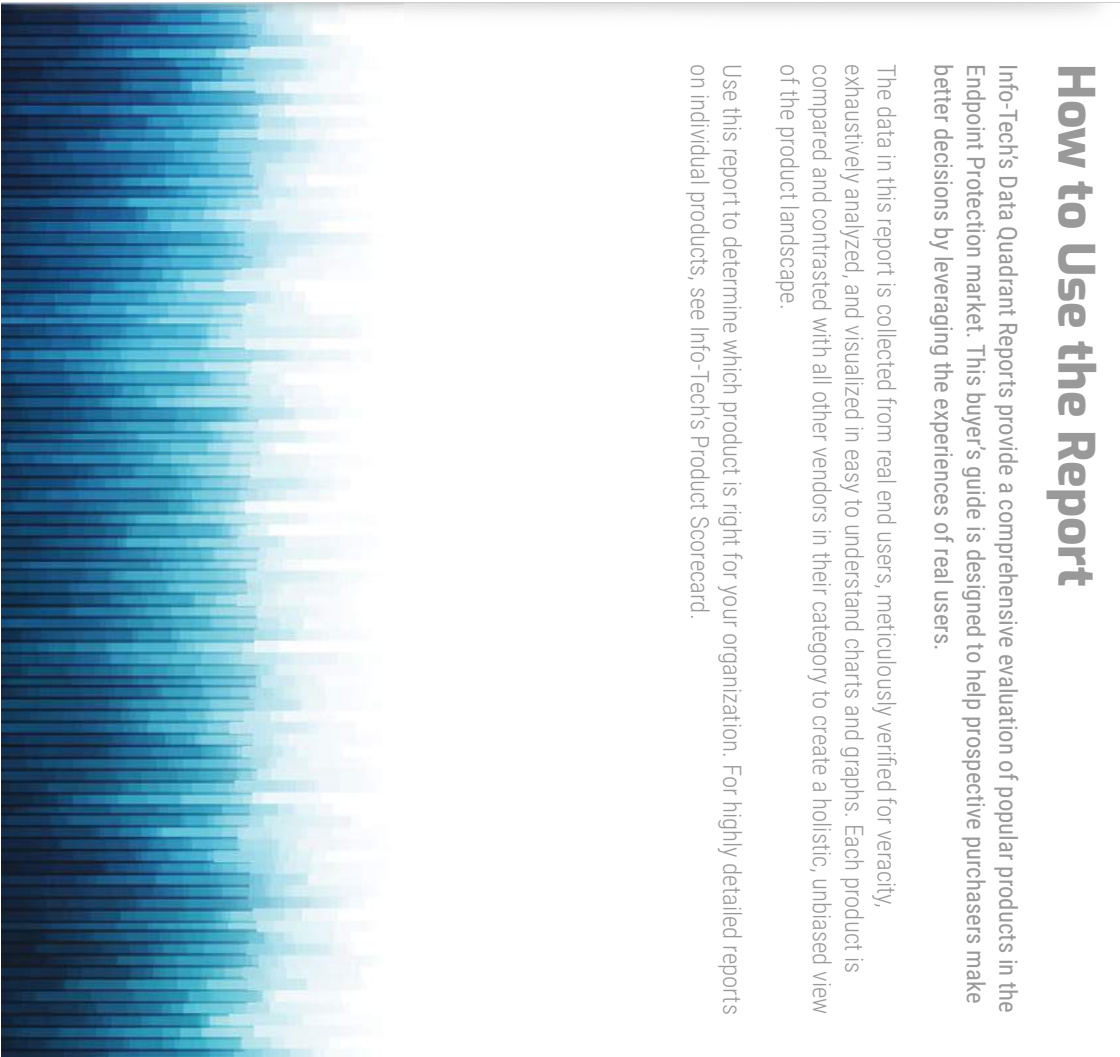 How to Use the Report
Info-Tech's Data Quadrant Reports provide a comprehensive evaluation of popular products in the
Endpoint Protection market. This buyer's guide is designed to help prospective purchasers make
better decisions by leveraging the experiences of real users.
The data in this report is collected from real end users, meticulously verified for veracity,
exhaustively analyzed, and visualized in easy to understand charts and graphs. Each product is
compared and contrasted with all other vendors in their category to create a holistic, unbiased view
of the product landscape.
Use this report to determine which product is right for your organization. For highly detailed reports
on individual products, see Info-Tech's Product Scorecard.